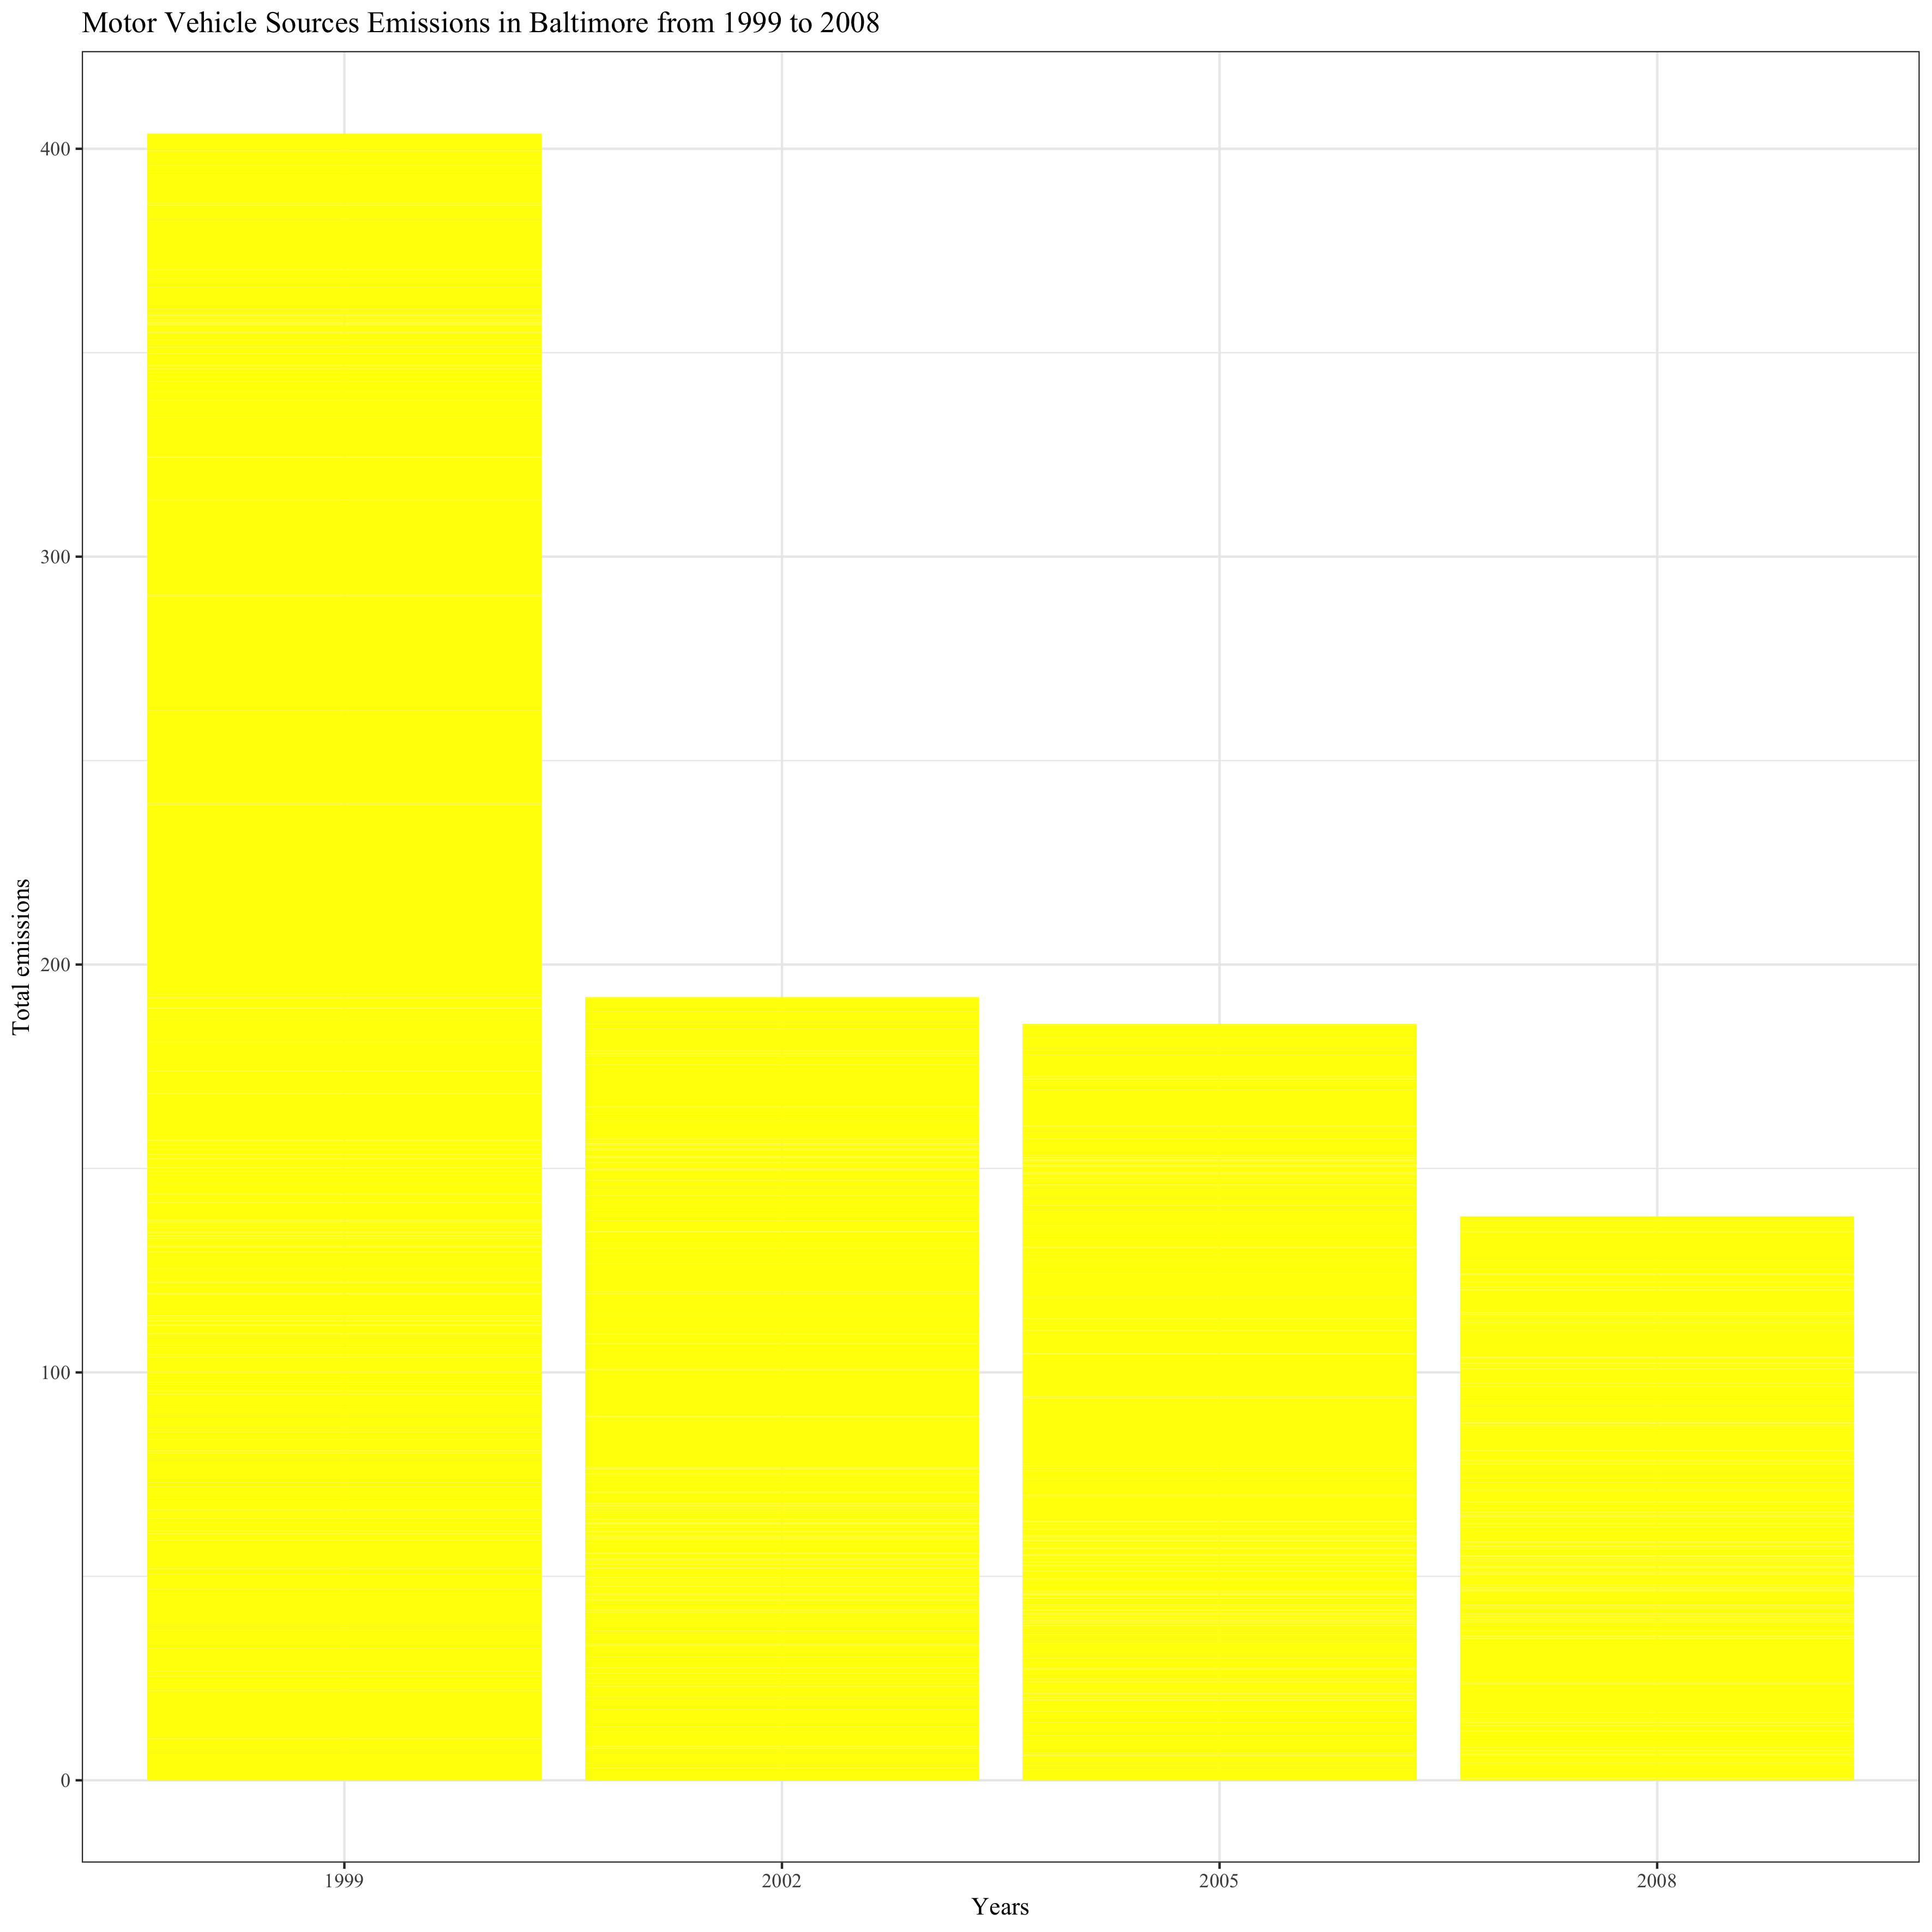 Motor Vehicle Sources Emissions in Baltimore from 1999 to 2008
400
300
200
100
0
Total emissions
1999 2002 2005 2008
Years